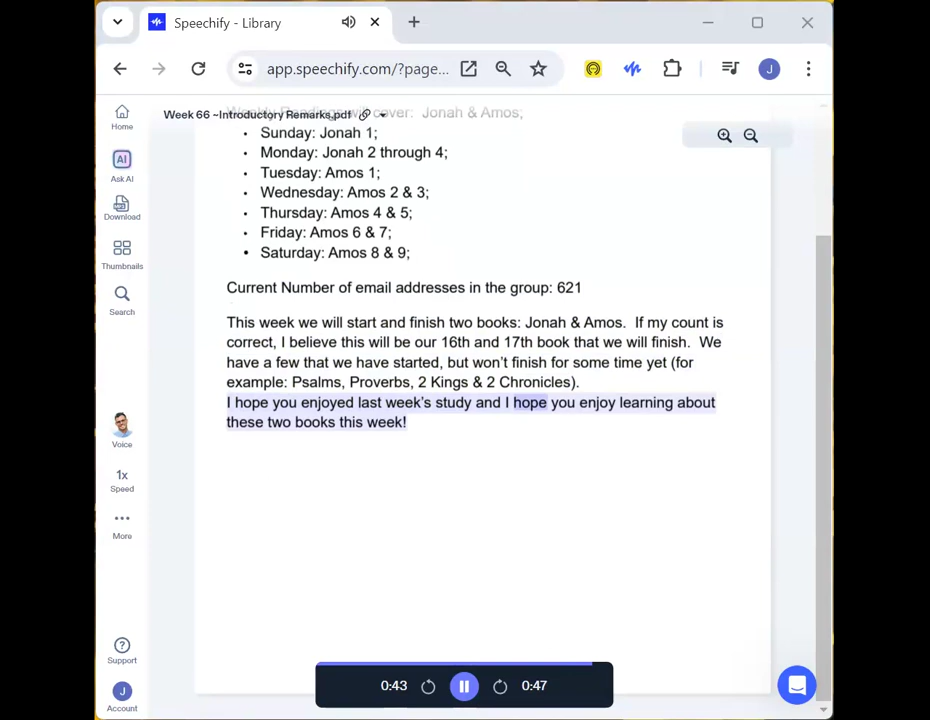 Speechify - Library
app.speechify.com/?page...
J
Week 66 ~Introductory Remarks.pdf
Weekly Readings will cover: Jonah & Amos;
Home
AI
Ask AI
Download
Thumbnails
Search
Voice
1x
Speed
More
Support
J
Account
• Sunday: Jonah 1;
• Monday: Jonah 2 through 4;
• Tuesday: Amos 1;
• Wednesday: Amos 2 & 3;
• Thursday: Amos 4 & 5;
• Friday: Amos 6 & 7;
• Saturday: Amos 8 & 9;
Current Number of email addresses in the group: 621
This week we will start and finish two books: Jonah & Amos. If my count is
correct, I believe this will be our 16th and 17th book that we will finish. We
have a few that we have started, but won't finish for some time yet (for
example: Psalms, Proverbs, 2 Kings & 2 Chronicles).
I hope you enjoyed last week's study and I hope you enjoy learning about
these two books this week!
0:43
0:47